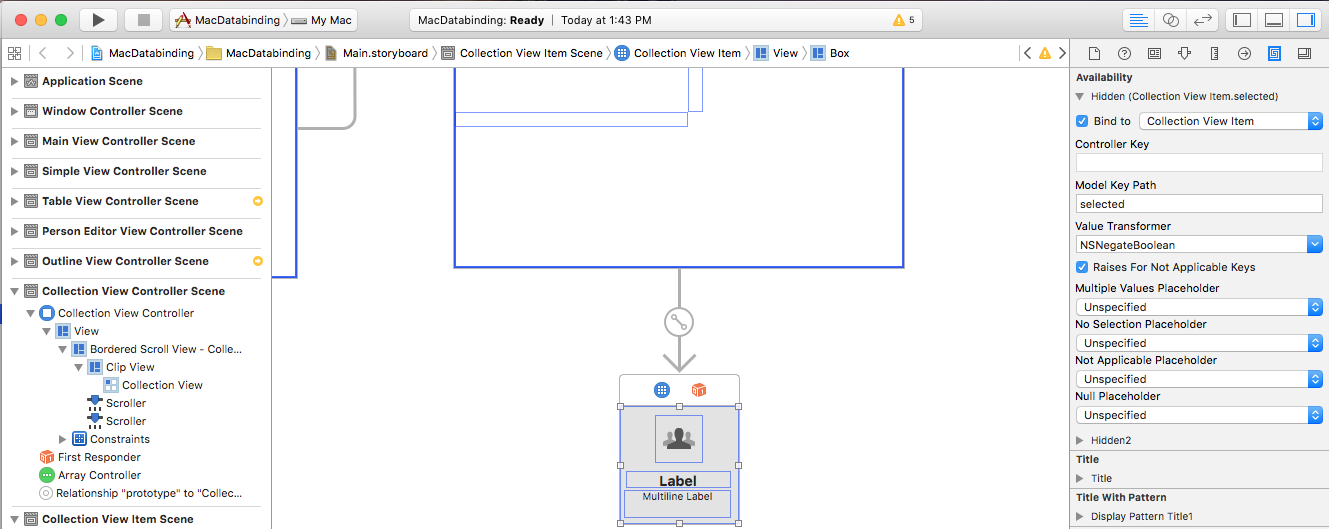 MacDatabinding My Mac MacDatabinding: Ready | Today at 1:43 PM 5
MacDatabinding MacDatabinding Main.storyboard Collection View Item Scene Collection View Item View Box
Application Scene
Window Controller Scene
Main View Controller Scene
Simple View Controller Scene
Table View Controller Scene
Person Editor View Controller Scene
Outline View Controller Scene
Collection View Controller Scene
Collection View Controller
View
Bordered Scroll View - Colle...
Clip View
Collection View
Scroller
Scroller
Constraints
First Responder
Array Controller
Relationship "prototype" to "Collec...
Collection View Item Scene
Label
Multiline Label
Availability
Hidden (Collection View Item.selected)
Bind to Collection View Item
Controller Key
Model Key Path
selected
Value Transformer
NSNegateBoolean
Raises For Not Applicable Keys
Multiple Values Placeholder
Unspecified
No Selection Placeholder
Unspecified
Not Applicable Placeholder
Unspecified
Null Placeholder
Unspecified
Hidden2
Title
Title
Title With Pattern
Display Pattern Title1